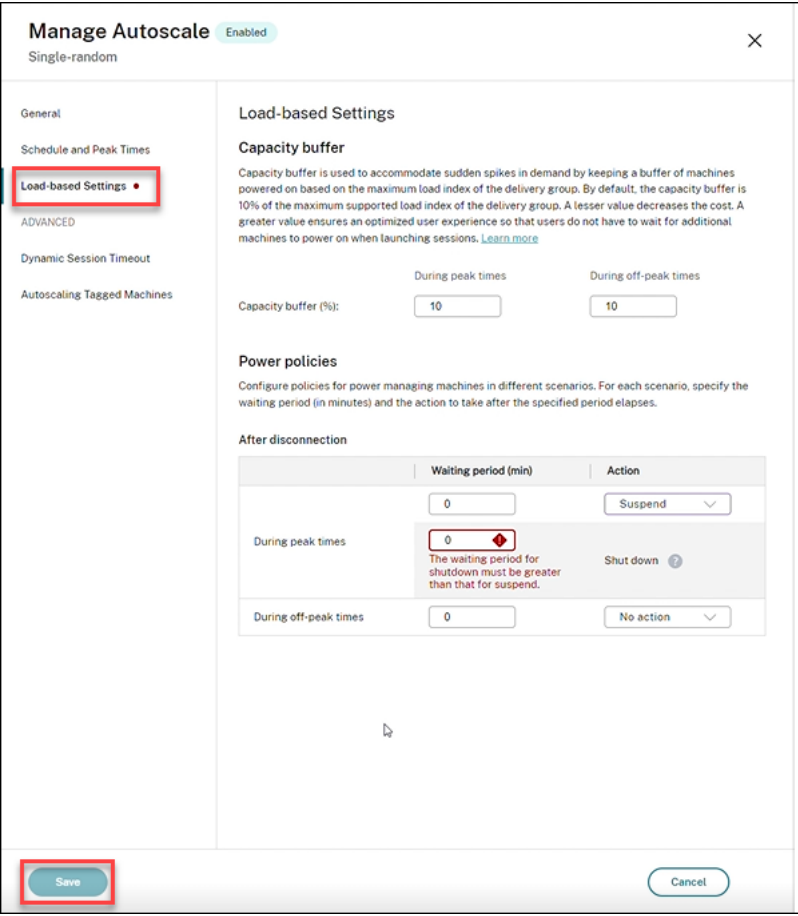 Manage Autoscale Enabled
Single-random
General
Schedule and Peak Times
Load-based Settings
ADVANCED
Dynamic Session Timeout
Autoscaling Tagged Machines
Load-based Settings
Capacity buffer
Capacity buffer is used to accommodate sudden spikes in demand by keeping a buffer of machines
powered on based on the maximum load index of the delivery group. By default, the capacity buffer is
10% of the maximum supported load index of the delivery group. A lesser value decreases the cost. A
greater value ensures an optimized user experience so that users do not have to wait for additional
machines to power on when launching sessions. Learn more
During peak times During off-peak times
Capacity buffer (%): 10 10
Power policies
Configure policies for power managing machines in different scenarios. For each scenario, specify the
waiting period (in minutes) and the action to take after the specified period elapses.
After disconnection
Waiting period (min) Action
0 Suspend
During peak times
0
The waiting period for
shutdown must be greater
than that for suspend.
Shut down ?
During off-peak times 0 No action
Save Cancel